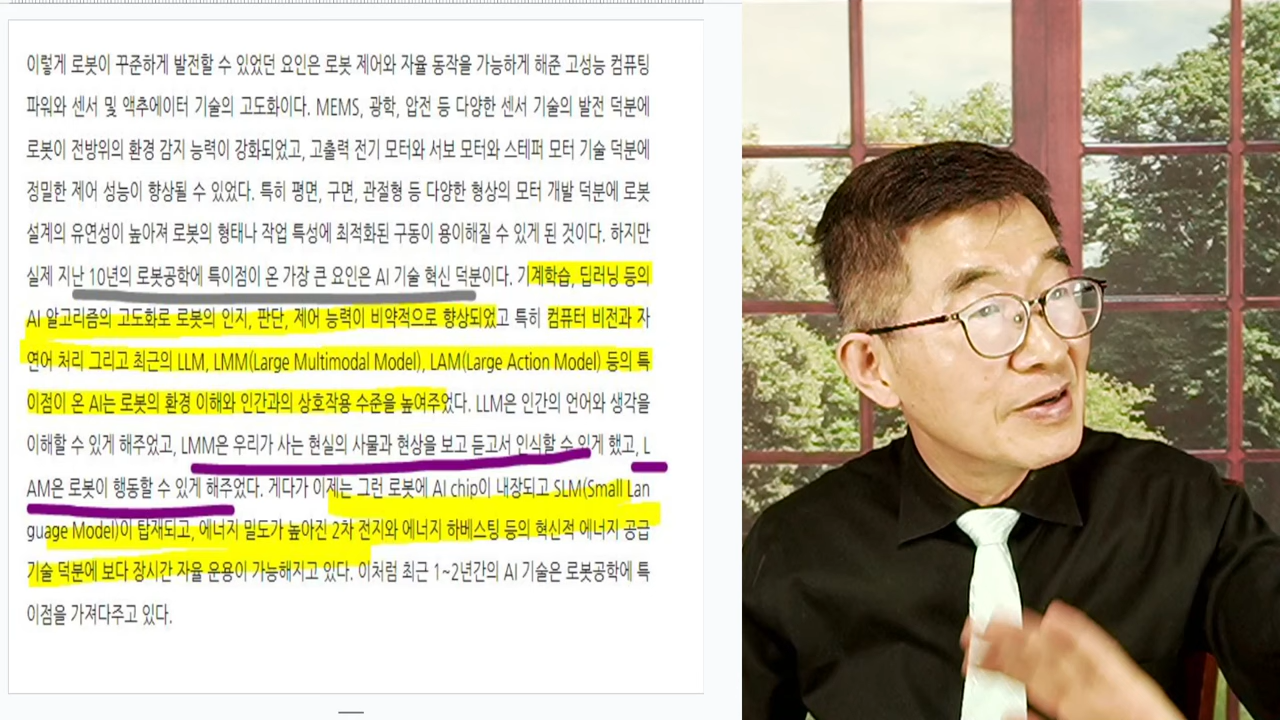 이렇게 로봇이 꾸준하게 발전할 수 있었던 요인은 로봇 제어와 자율 동작을 가능하게 해준 고성능 컴퓨팅
파워와 센서 및 액추에이터 기술의 고도화이다. MEMS, 광학, 압전 등 다양한 센서 기술의 발전 덕분에
로봇이 전방위의 환경 감지 능력이 강화되었고, 고출력 전기 모터와 서보 모터와 스테퍼 모터 기술 덕분에
정밀한 제어 성능이 향상될 수 있었다. 특히 평면, 구면, 관절형 등 다양한 형상의 모터 개발 덕분에 로봇
설계의 유연성이 높아져 로봇의 형태나 작업 특성에 최적화된 구동이 용이해질 수 있게 된 것이다. 하지만
실제 지난 10년의 로봇공학에 특이점이 온 가장 큰 요인은 AI 기술 혁신 덕분이다. 기계학습, 딥러닝 등의
AI 알고리즘의 고도화로 로봇의 인지, 판단, 제어 능력이 비약적으로 향상되었고 특히 컴퓨터 비전과 자
연어 처리 그리고 최근의 LLM, LMM(Large Multimodal Model), LAM(Large Action Model) 등의 특
이점이 온 AI는 로봇의 환경 이해와 인간과의 상호작용 수준을 높여주었다. LLM은 인간의 언어와 생각을
이해할 수 있게 해주었고, LMM은 우리가 사는 현실의 사물과 현상을 보고 듣고서 인식할 수 있게 했고, L
AM은 로봇이 행동할 수 있게 해주었다. 게다가 이제는 그런 로봇에 AI chip이 내장되고 SLM(Small Lan
guage Model)이 탑재되고, 에너지 밀도가 높아진 2차 전지와 에너지 하베스팅 등의 혁신적 에너지 공급
기술 덕분에 보다 장시간 자율 운용이 가능해지고 있다. 이처럼 최근 1~2년간의 AI 기술은 로봇공학에 특
이점을 가져다주고 있다.